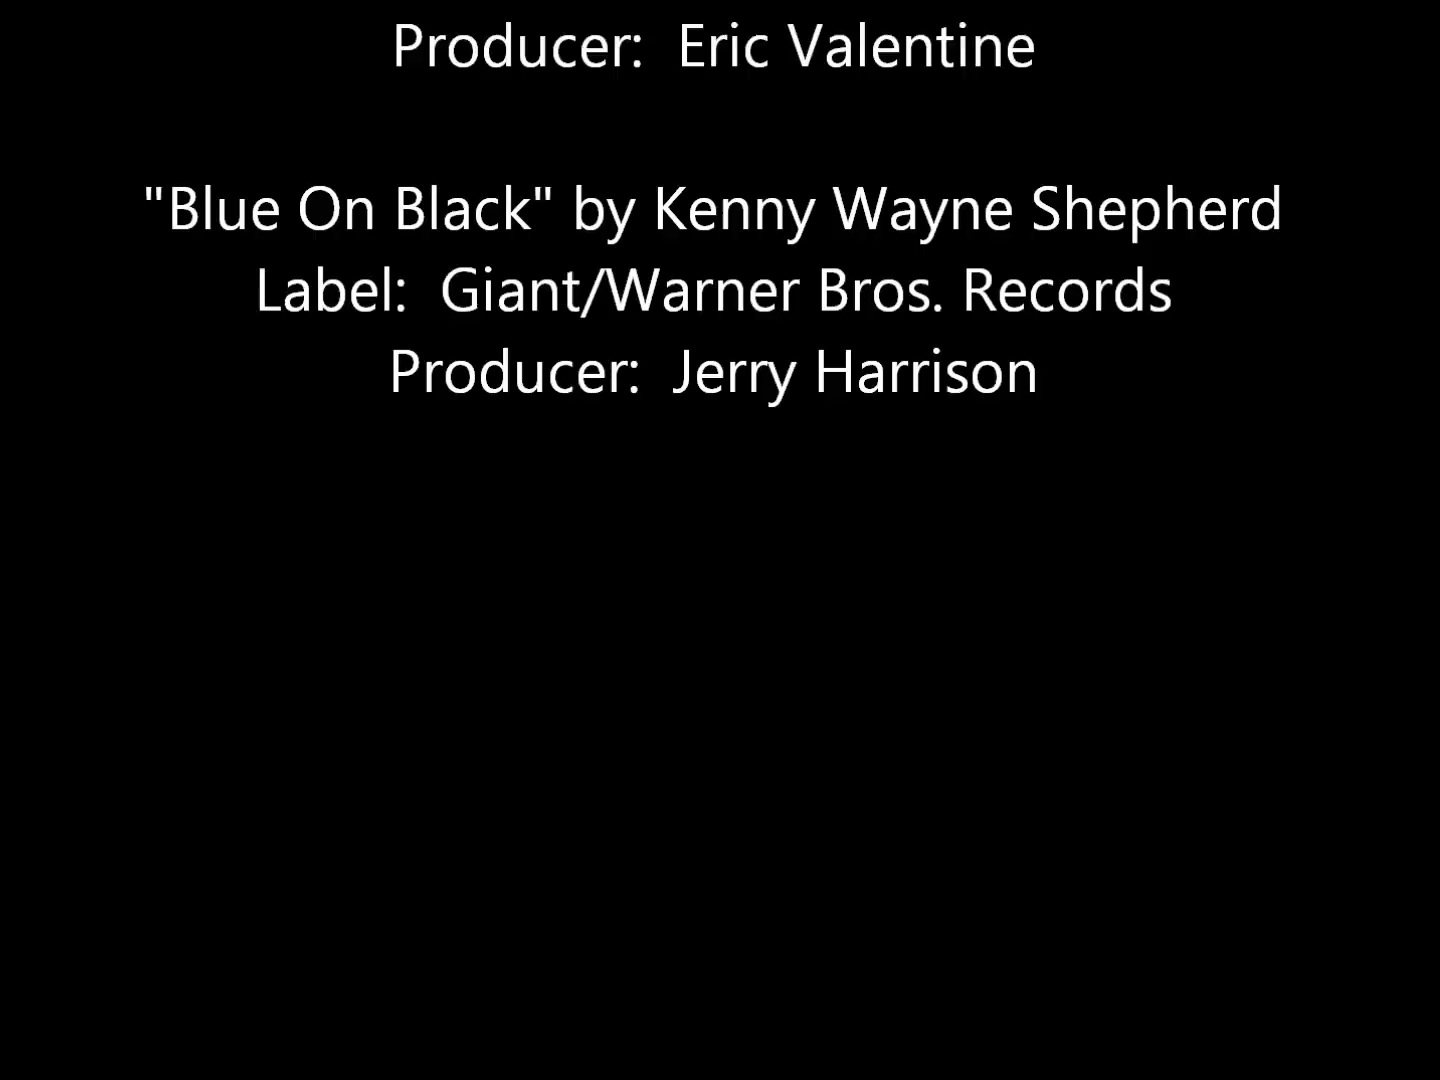 Producer:  Eric Valentine
"Blue On Black" by Kenny Wayne Shepherd
Label:  Giant/Warner Bros. Records
Producer:  Jerry Harrison